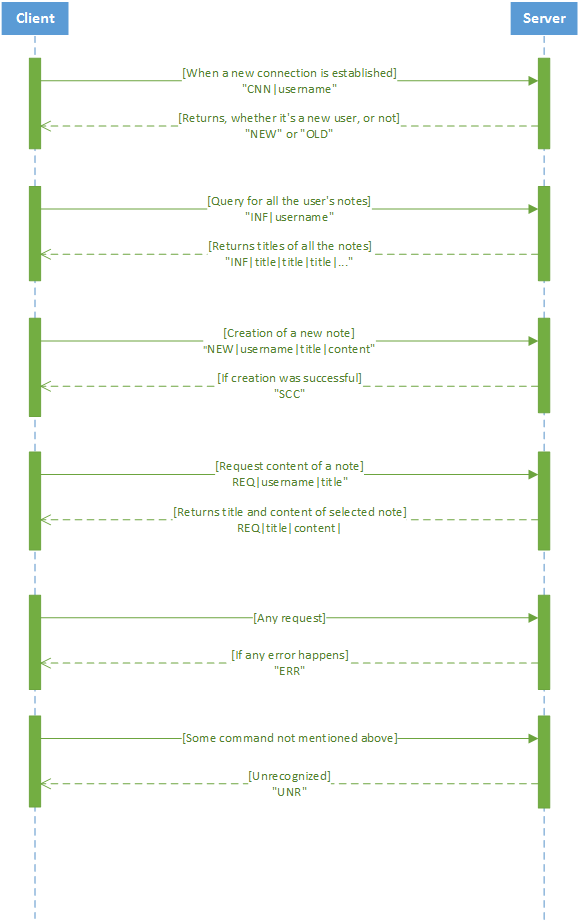 Client
Server
[When a new connection is established]
"CNN|username"
[Returns, whether it's a new user, or not]
"NEW" or "OLD"
[Query for all the user's notes]
"INF|username"
[Returns titles of all the notes]
"INF|title|title|title|..."
[Creation of a new note]
"NEW|username|title|content"
[If creation was successful]
"SCC"
[Request content of a note]
REQ|username|title"
[Returns title and content of selected note]
REQ|title|content|
[Any request]
[If any error happens]
"ERR"
[Some command not mentioned above]
[Unrecognized]
"UNR"